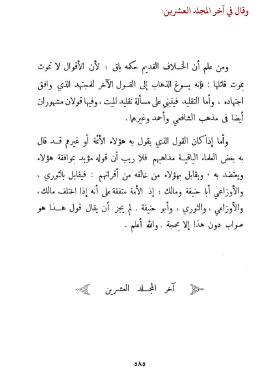 وقال في آخر المجلد العشرين:
ومن علم أن الخلاف القديم حكمه باق ؛ لأن الأقوال لا تموت
بموت قائلها : فإنه يسوغ الذهاب إلى القول الآخر للمجتهد الذي وافق
اجتهاده . وأما التقليد فينبني على مسألة تقليد الميت ، وفيها قولان مشهوران
أيضا في مذهب الشافعي وأحمد وغيرهما .
وأما إذا كان القول الذي يقول به هؤلاء الأئمة أو غيرهم قد قال
به بعض العلماء الباقية مذاهبهم فلا ريب أن قوله مؤيد بموافقة هؤلاء
ويعتضد به ، ويقابل بهؤلاء من خالفه من أقرانهم : فيقابل بالثوري ،
والأوزاعي أبا حنيفة ومالك ؛ إذ الأمة متفقة على أنه إذا اختلف مالك ،
والأوزاعي ، والثوري ، وأبو حنيفة . لم يجز أن يقال قول هذا هو
صواب دون هذا إلا بحجة . والله أعلم .
آخر المجلد العشرين
٥٨٥